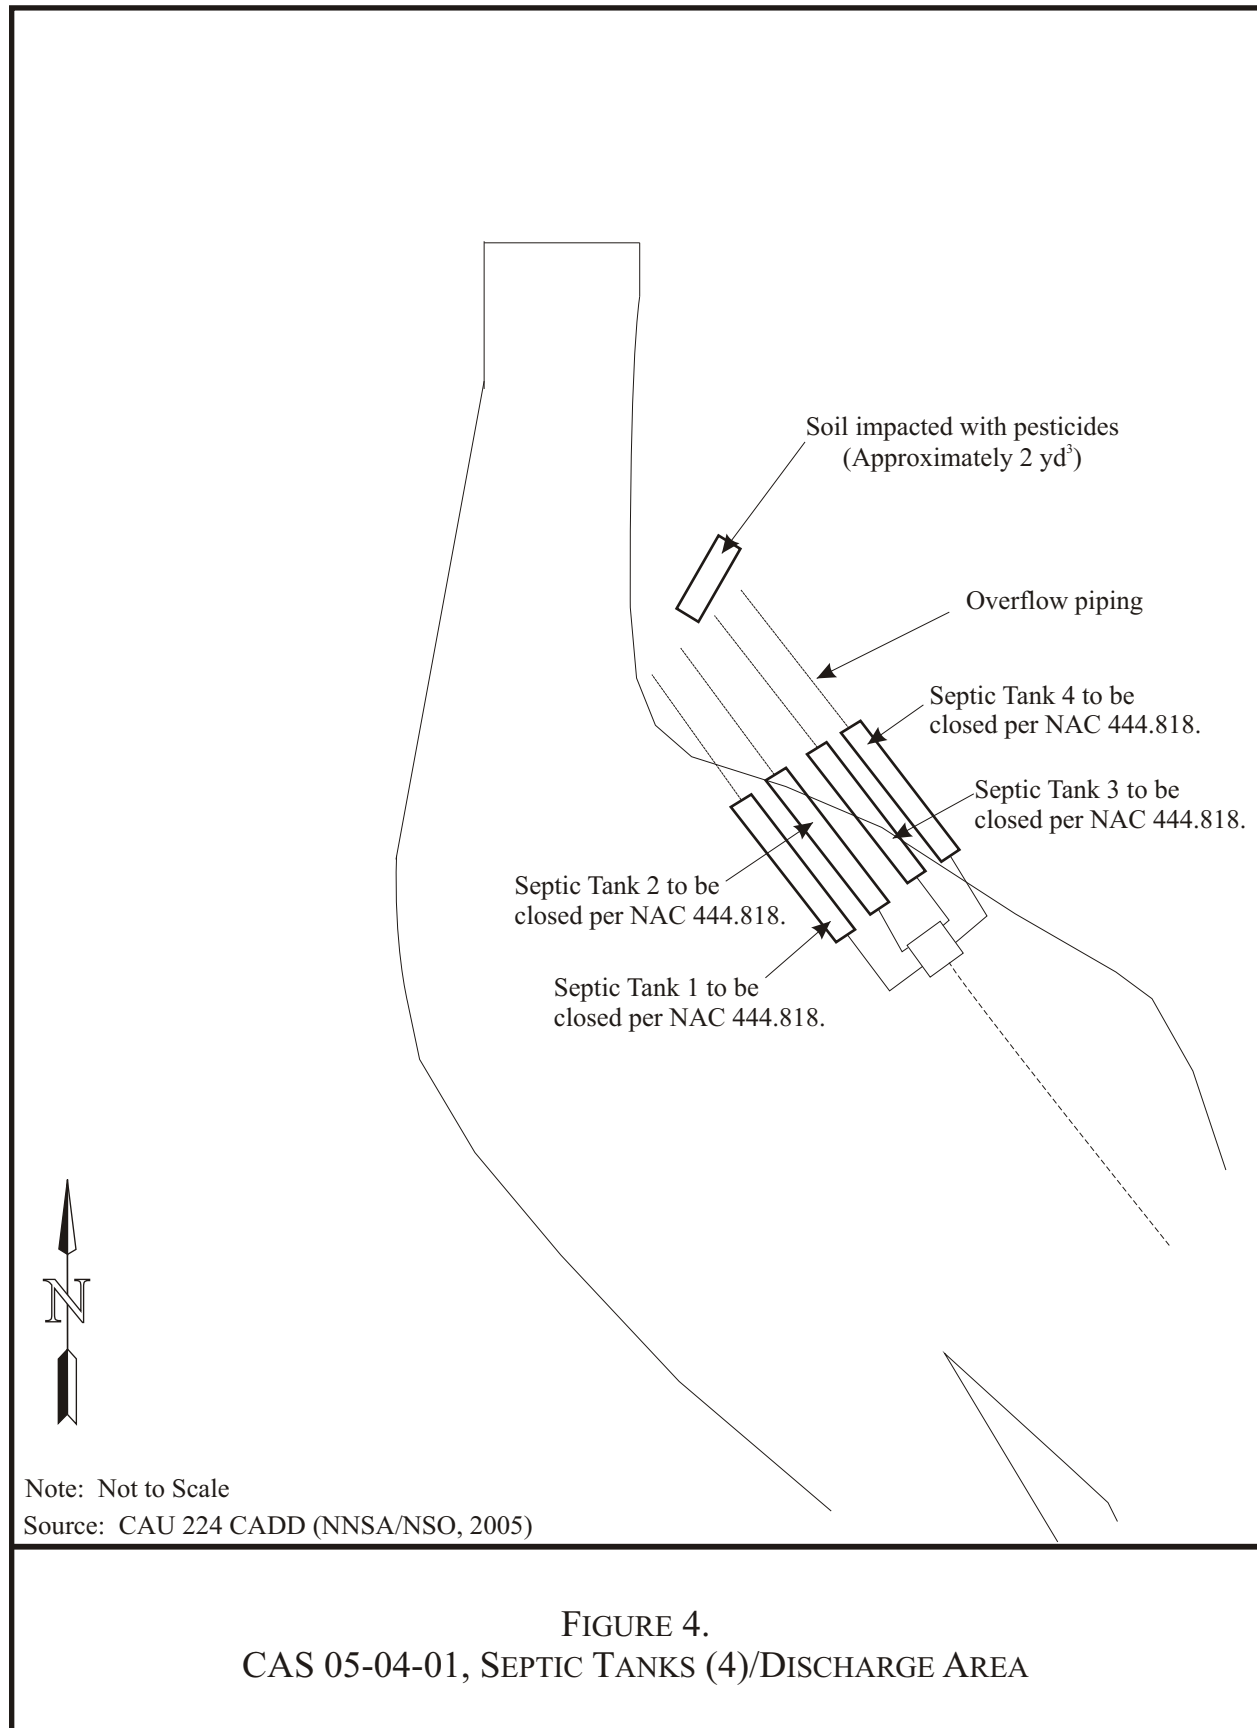 Soil impacted with pesticides
(Approximately 2 yd³)
Overflow piping
Septic Tank 4 to be
closed per NAC 444.818.
Septic Tank 3 to be
closed per NAC 444.818.
Septic Tank 2 to be
closed per NAC 444.818.
Septic Tank 1 to be
closed per NAC 444.818.
N
Note: Not to Scale
Source: CAU 224 CADD (NNSA/NSO, 2005)
FIGURE 4.
CAS 05-04-01, SEPTIC TANKS (4)/DISCHARGE AREA